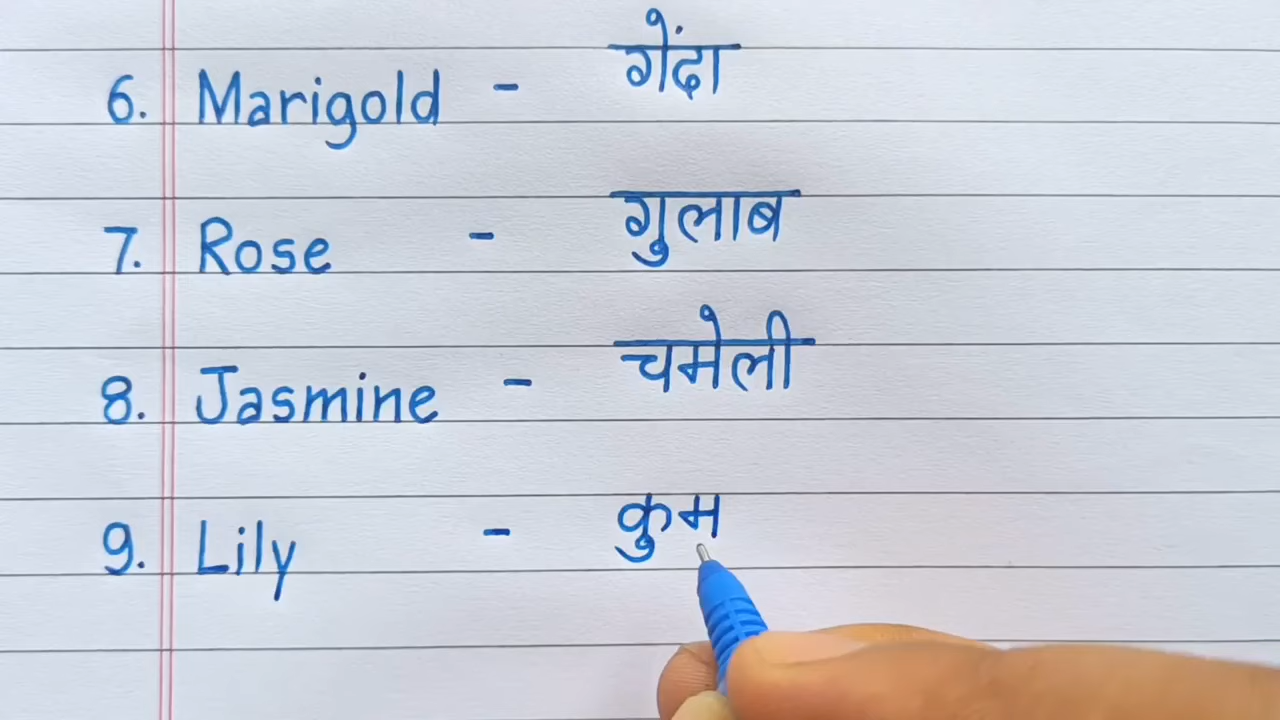 6. Marigold - गेंदा
7. Rose - गुलाब
8. Jasmine - चमेली
9. Lily - कुम